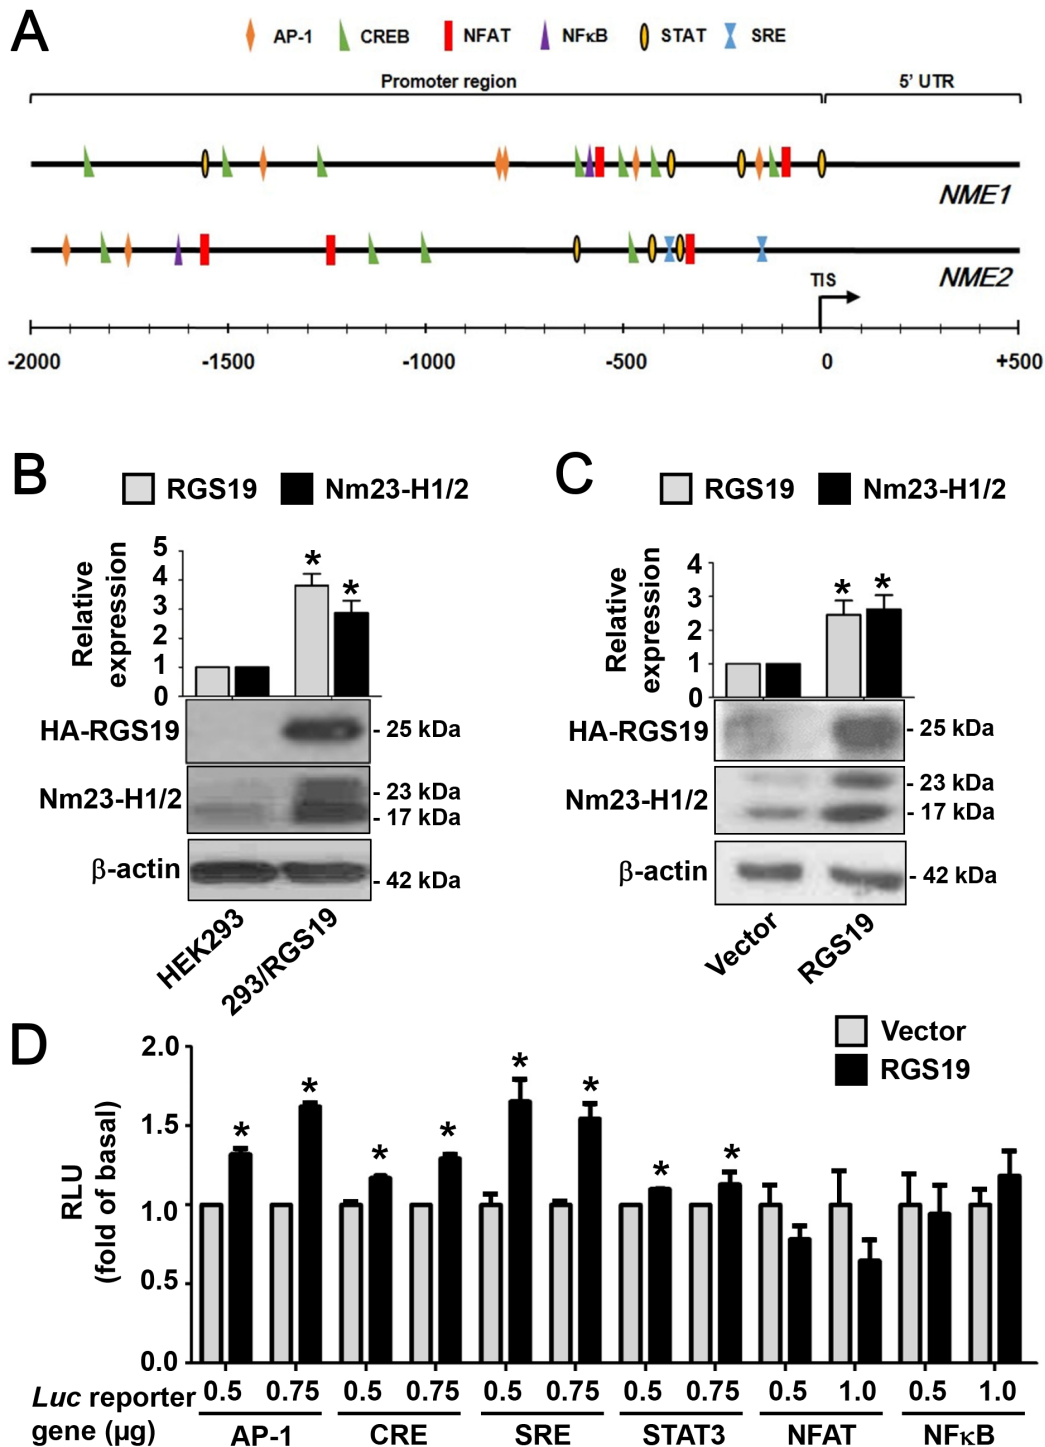 A
AP-1 CREB NFAT NFκB STAT SRE
Promoter region 5’ UTR
NME1
NME2
TIS
-2000 -1500 -1000 -500 0 +500
B
RGS19 Nm23-H1/2
Relative expression
5
4
3
2
1
0
*
*
HA-RGS19 - 25 kDa
Nm23-H1/2 - 23 kDa
- 17 kDa
β-actin - 42 kDa
HEK293 293/RGS19
C
RGS19 Nm23-H1/2
Relative expression
4
3
2
1
0
* *
HA-RGS19 - 25 kDa
Nm23-H1/2 - 23 kDa
- 17 kDa
β-actin - 42 kDa
Vector RGS19
D
Vector
RGS19
RLU
(fold of basal)
2.0
1.5
1.0
0.5
0.0
* * * * * * * *
Luc reporter 0.5 0.75 0.5 0.75 0.5 0.75 0.5 0.75 0.5 1.0 0.5 1.0
gene (µg) AP-1 CRE SRE STAT3 NFAT NFκB